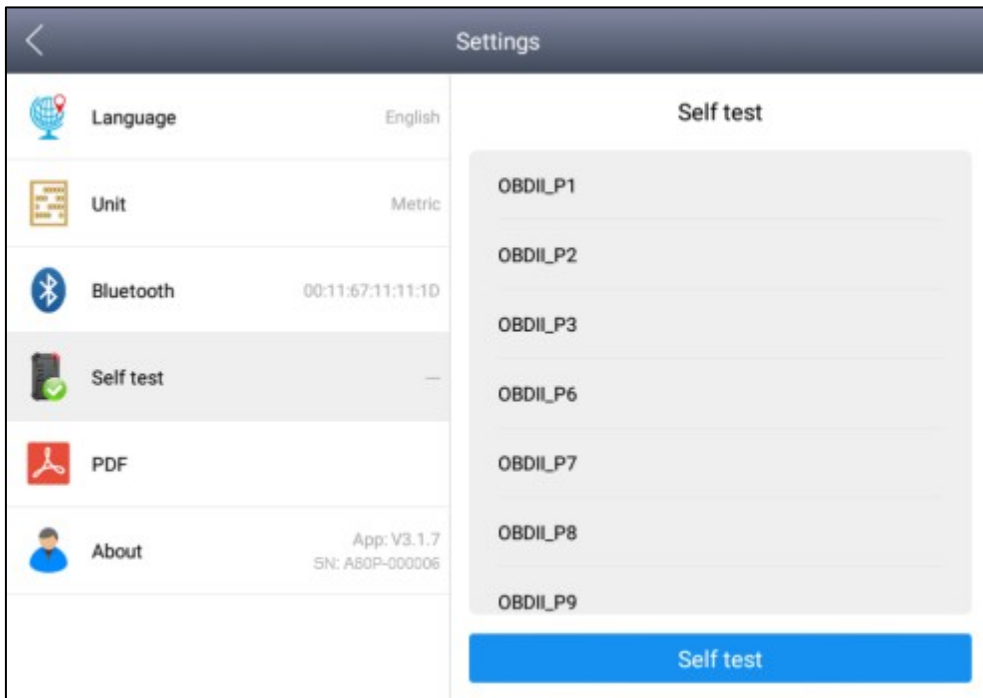 Settings
Language English
Unit Metric
Bluetooth 00:11:67:11:11:1D
Self test —
PDF
About App: V3.1.7
SN: A80P-000006
Self test
OBDII_P1
OBDII_P2
OBDII_P3
OBDII_P6
OBDII_P7
OBDII_P8
OBDII_P9
Self test